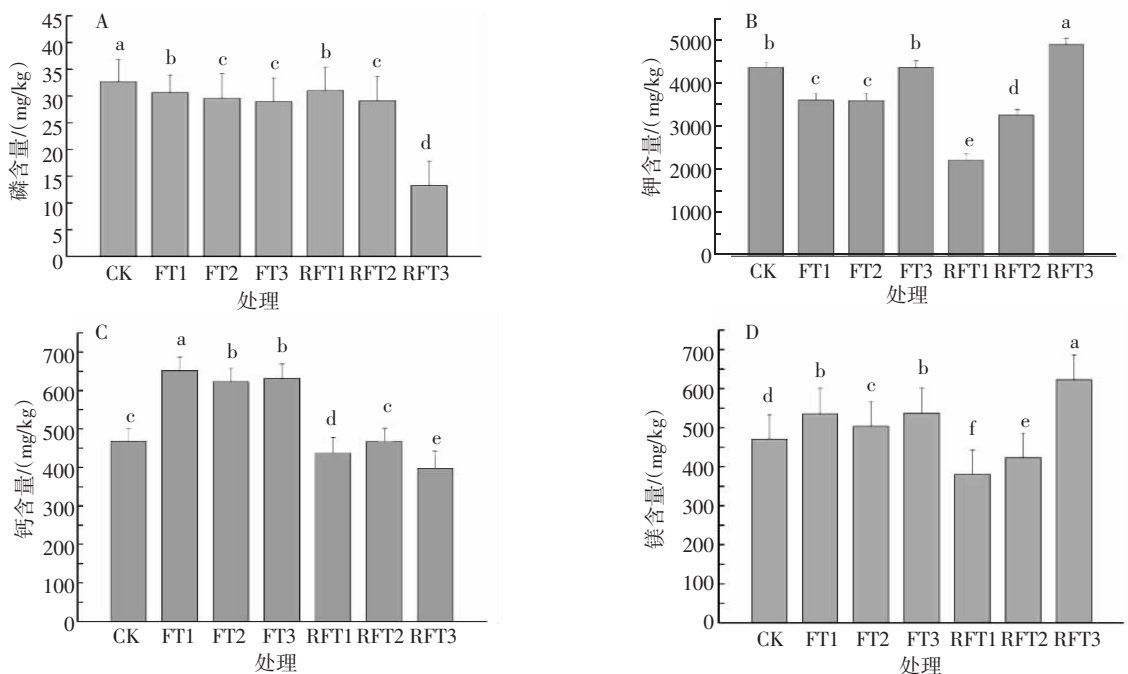 A
磷含量/(mg/kg)
45
40
35
30
25
20
15
10
5
0
a
b
c
c
b
c
d
CK FT1 FT2 FT3 RFT1 RFT2 RFT3
处理
B
钾含量/(mg/kg)
5000
4000
3000
2000
1000
0
b
c
c
b
e
d
a
CK FT1 FT2 FT3 RFT1 RFT2 RFT3
处理
C
钙含量/(mg/kg)
700
600
500
400
300
200
100
0
c
a
b
b
d
c
e
CK FT1 FT2 FT3 RFT1 RFT2 RFT3
处理
D
镁含量/(mg/kg)
700
600
500
400
300
200
100
0
d
b
c
b
f
e
a
CK FT1 FT2 FT3 RFT1 RFT2 RFT3
处理